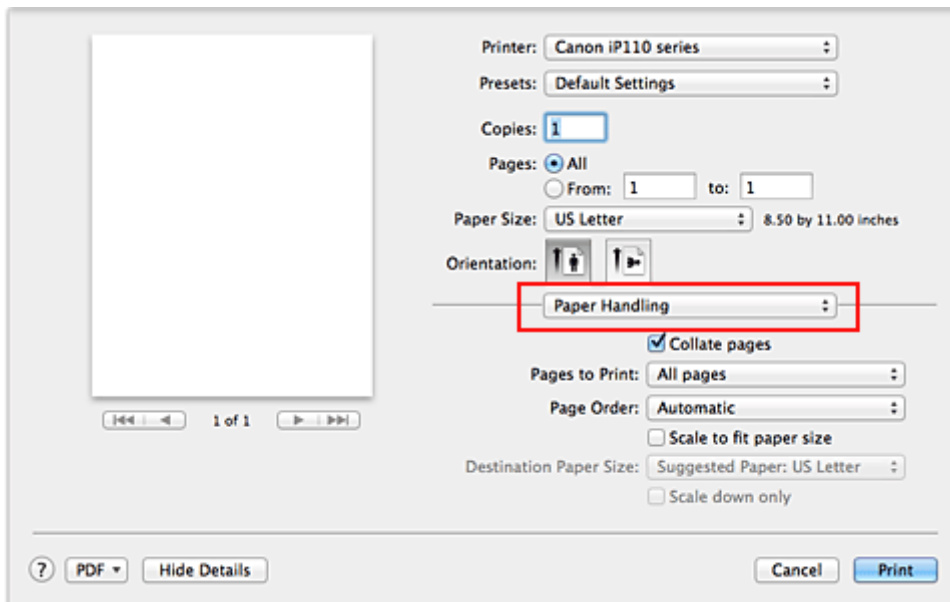 Printer: Canon iP110 series
Presets: Default Settings
Copies: 1
Pages: All
From: 1 to: 1
Paper Size: US Letter 8.50 by 11.00 inches
Orientation:
Paper Handling
Collate pages
Pages to Print: All pages
1 of 1
Page Order: Automatic
Scale to fit paper size
Destination Paper Size: Suggested Paper: US Letter
Scale down only
? PDF Hide Details Cancel Print